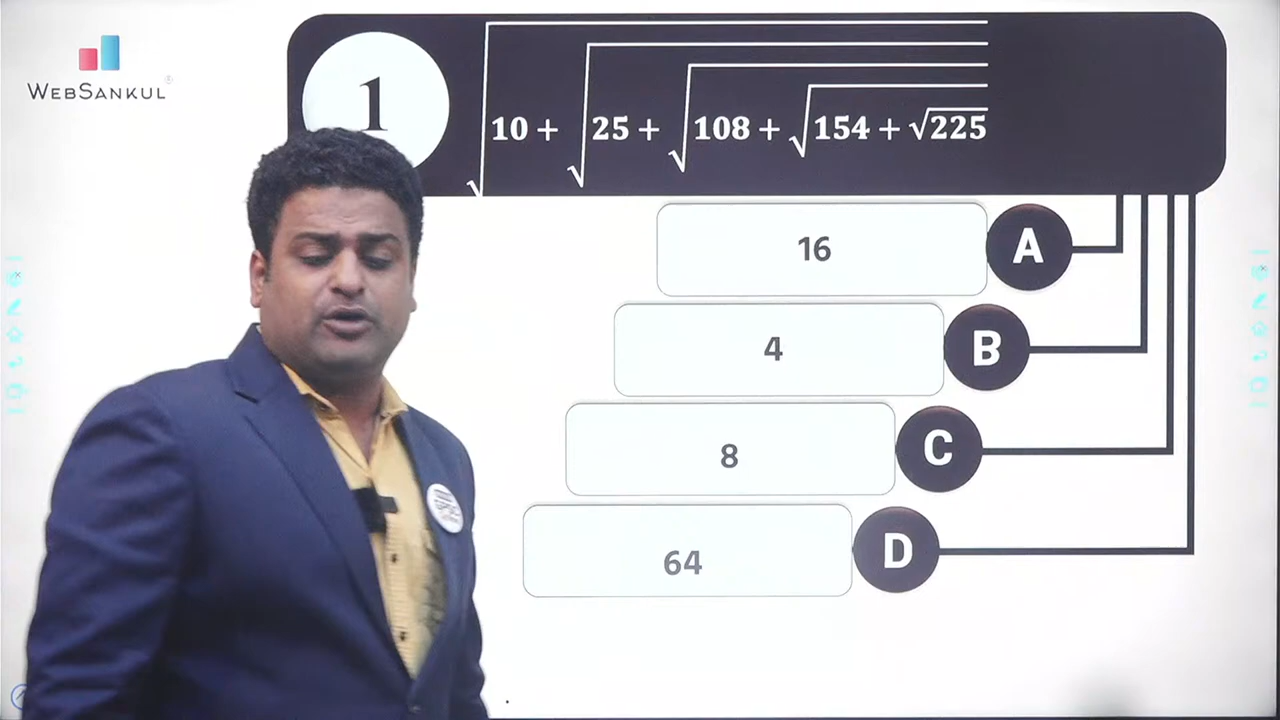 WEBSANKUL
1
√10 + √25 + √108 + √154 + √225
16 A
4 B
8 C
64 D